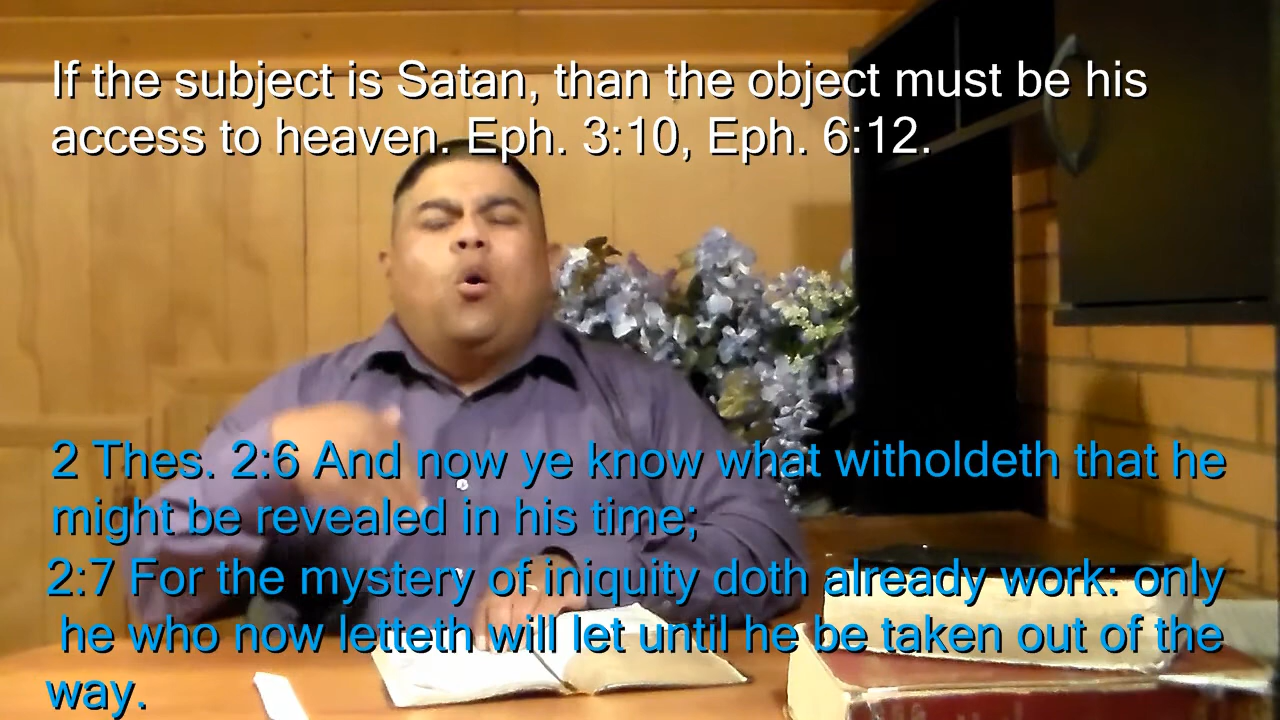 If the subject is Satan, than the object must be his
access to heaven. Eph. 3:10, Eph. 6:12.
2 Thes. 2:6 And now ye know what witholdeth that he
might be revealed in his time;
2:7 For the mystery of iniquity doth already work: only
he who now letteth will let until he be taken out of the
way.